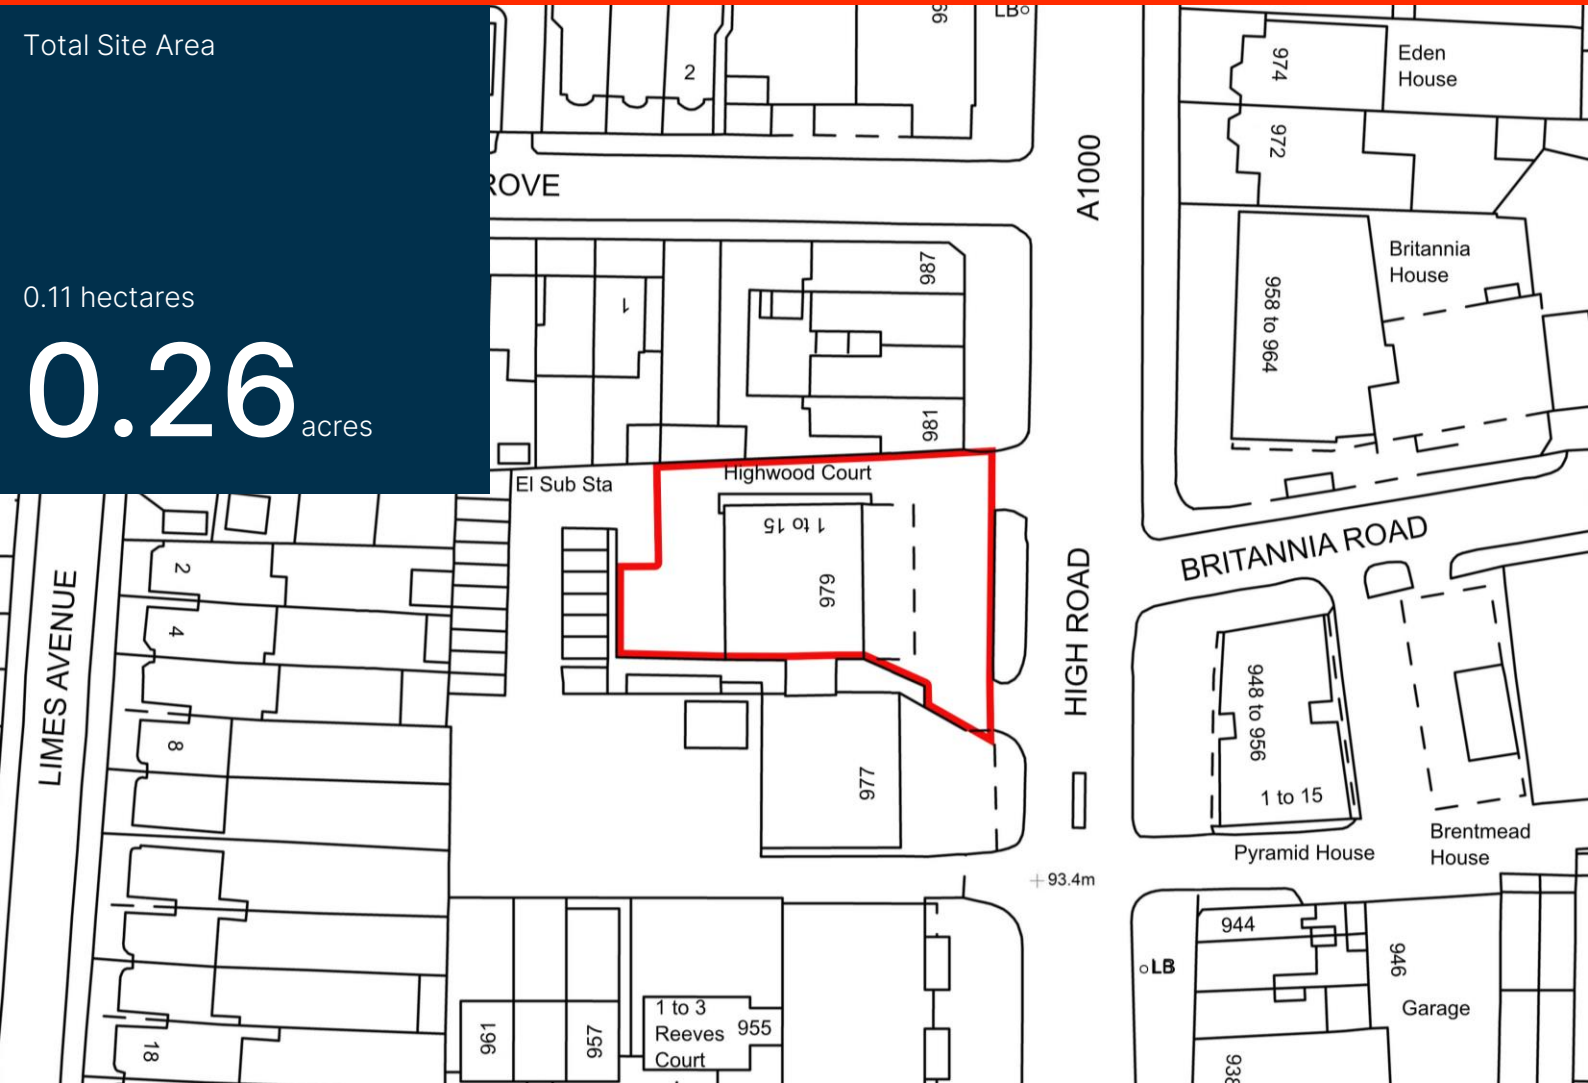 Total Site Area
0.11 hectares
0.26 acres
2
LB
ROVE
A1000
974
Eden
House
972
987
1
981
958 to 964
Britannia
House
El Sub Sta
Highwood Court
1 to 15
979
HIGH ROAD
BRITANNIA ROAD
LIMES AVENUE
2
4
8
18
977
948 to 956
1 to 15
Pyramid House
Brentmead
House
93.4m
LB
944
946
Garage
961
957
1 to 3
Reeves
Court
955